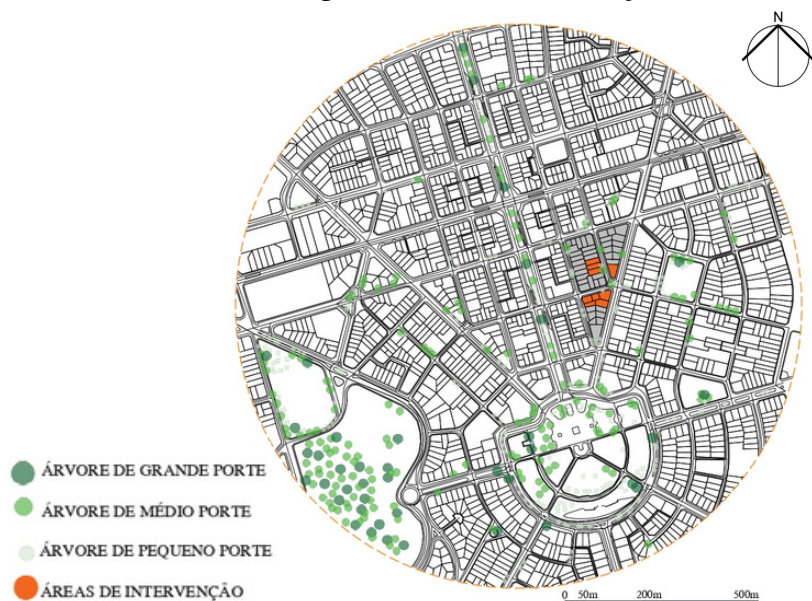 N
ÁRVORE DE GRANDE PORTE
ÁRVORE DE MÉDIO PORTE
ÁRVORE DE PEQUENO PORTE
ÁREAS DE INTERVENÇÃO
0 50m 200m 500m